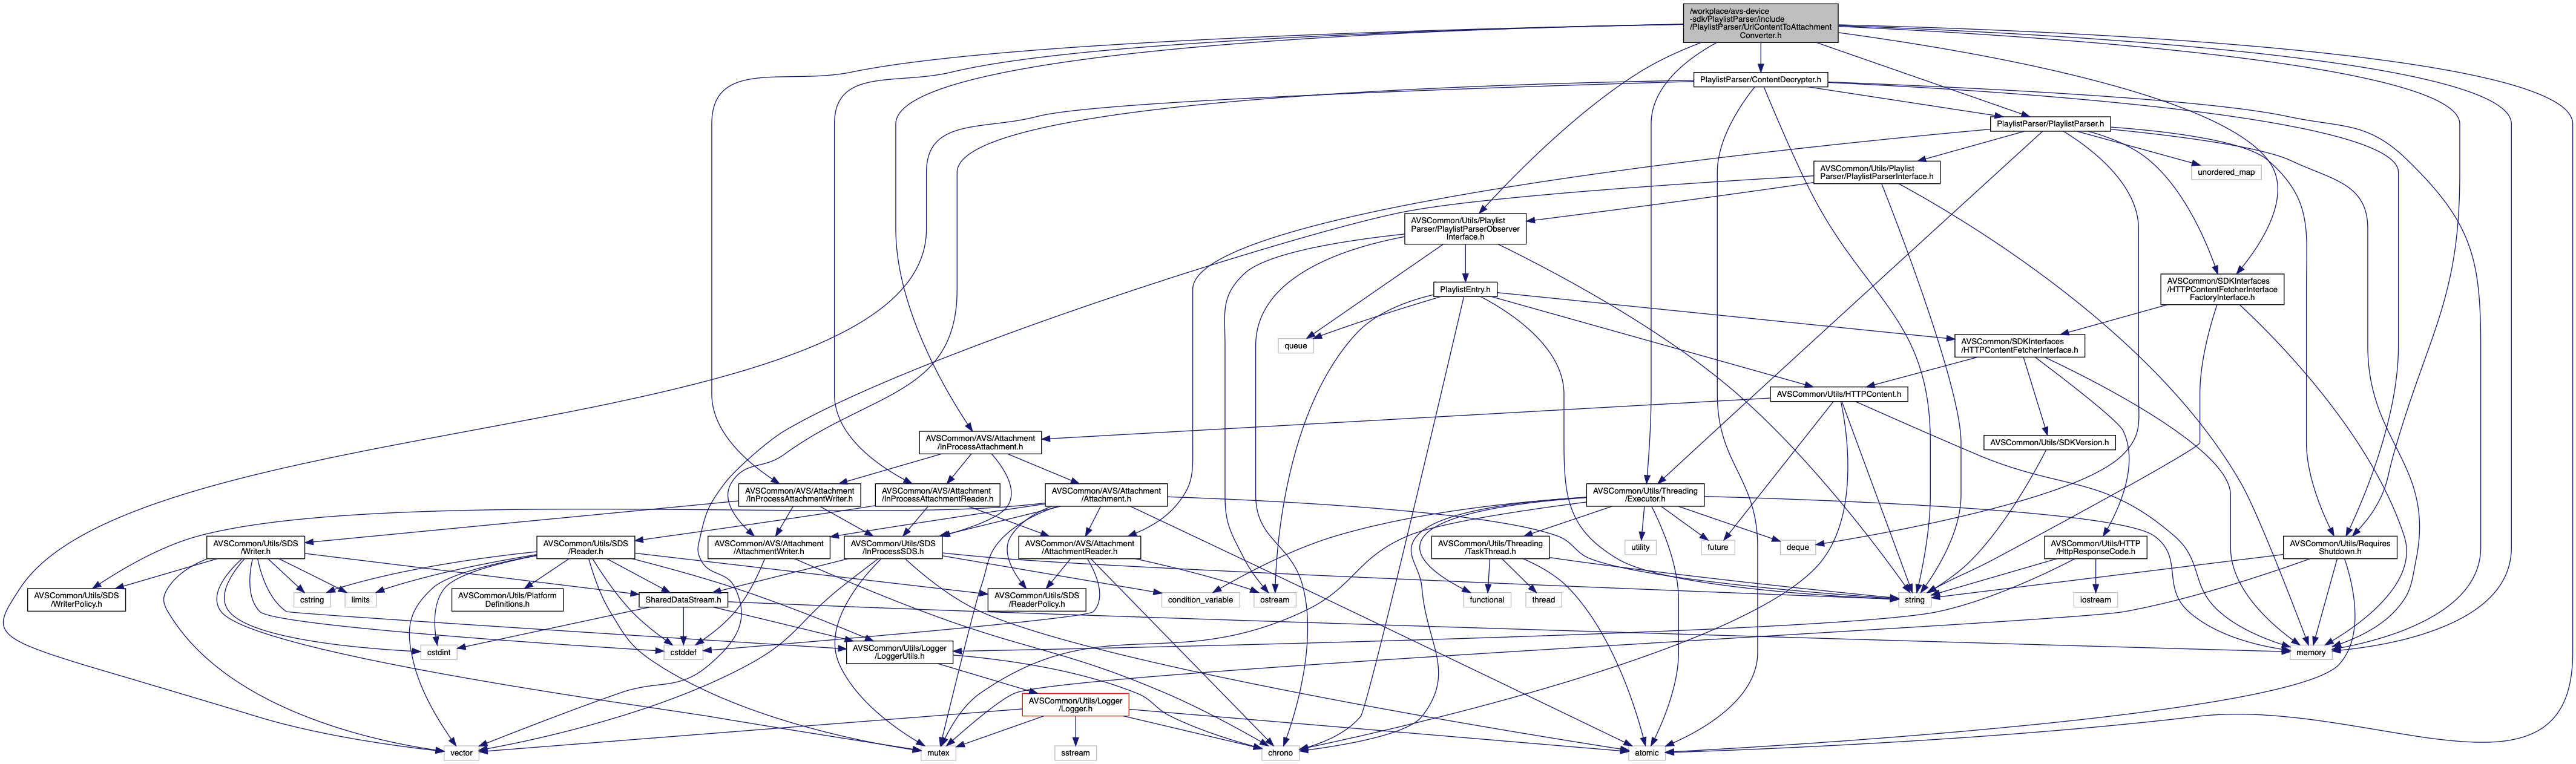 /workplace/avs-device
-sdk/PlaylistParser/include
/PlaylistParser/UrlContentToAttachment
Converter.h
PlaylistParser/ContentDecrypter.h
PlaylistParser/PlaylistParser.h
AVSCommon/Utils/Playlist
Parser/PlaylistParserInterface.h
unordered_map
AVSCommon/Utils/Playlist
Parser/PlaylistParserObserver
Interface.h
PlaylistEntry.h
AVSCommon/SDKInterfaces
/HTTPContentFetcherInterface
FactoryInterface.h
queue
AVSCommon/SDKInterfaces
/HTTPContentFetcherInterface.h
AVSCommon/Utils/HTTPContent.h
AVSCommon/AVS/Attachment
/InProcessAttachment.h
AVSCommon/Utils/SDKVersion.h
AVSCommon/AVS/Attachment
/InProcessAttachmentWriter.h
AVSCommon/AVS/Attachment
/InProcessAttachmentReader.h
AVSCommon/AVS/Attachment
/Attachment.h
AVSCommon/Utils/Threading
/Executor.h
AVSCommon/Utils/SDS
/Writer.h
AVSCommon/Utils/SDS
/Reader.h
AVSCommon/AVS/Attachment
/AttachmentWriter.h
AVSCommon/Utils/SDS
/InProcessSDS.h
AVSCommon/AVS/Attachment
/AttachmentReader.h
AVSCommon/Utils/Threading
/TaskThread.h
utility
future
deque
AVSCommon/Utils/HTTP
/HttpResponseCode.h
AVSCommon/Utils/Requires
Shutdown.h
AVSCommon/Utils/SDS
/WriterPolicy.h
cstring
limits
AVSCommon/Utils/Platform
Definitions.h
SharedDataStream.h
AVSCommon/Utils/SDS
/ReaderPolicy.h
condition_variable
ostream
functional
thread
string
iostream
cstdint
cstddef
AVSCommon/Utils/Logger
/LoggerUtils.h
memory
AVSCommon/Utils/Logger
/Logger.h
vector
mutex
sstream
chrono
atomic